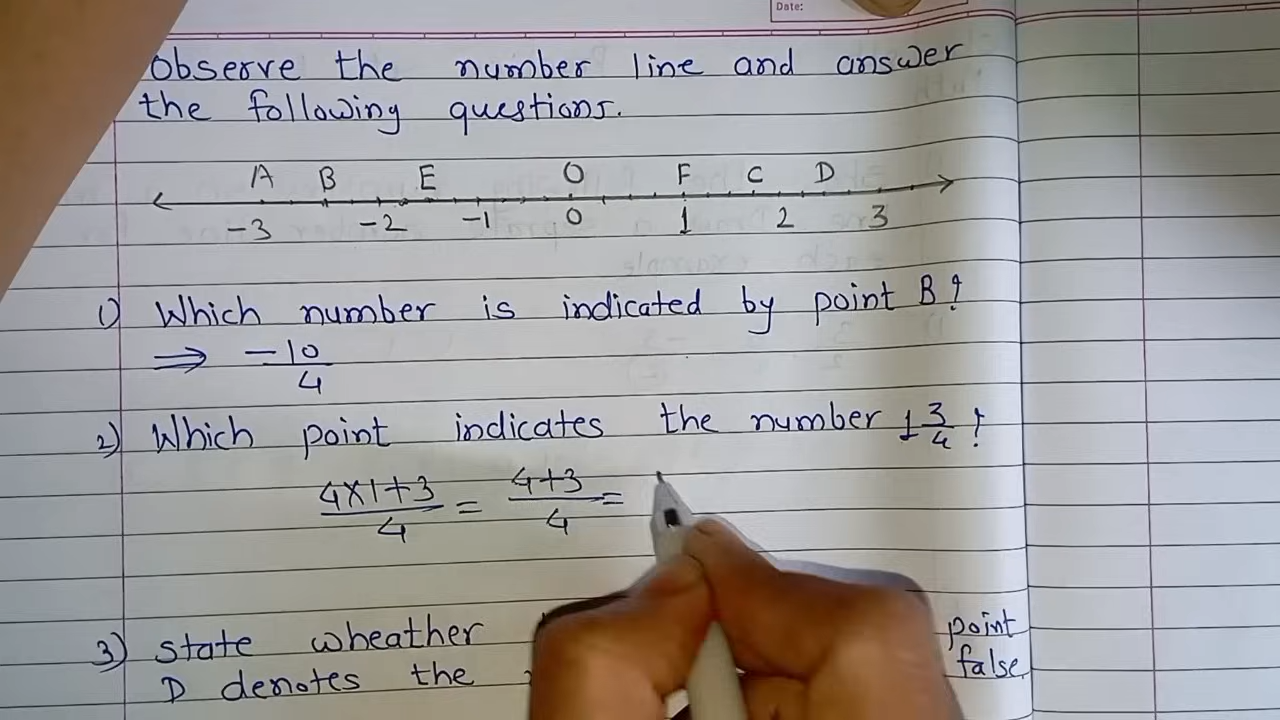 Date:
Observe the number line and answer
the following questions.
A B E O F C D
-3 -2 -1 0 1 2 3
1) Which number is indicated by point B?
⇒ -10/4
2) Which point indicates the number 1 3/4 ?
4×1+3/4 = 4+3/4 =
3) state wheather point
D denotes the false